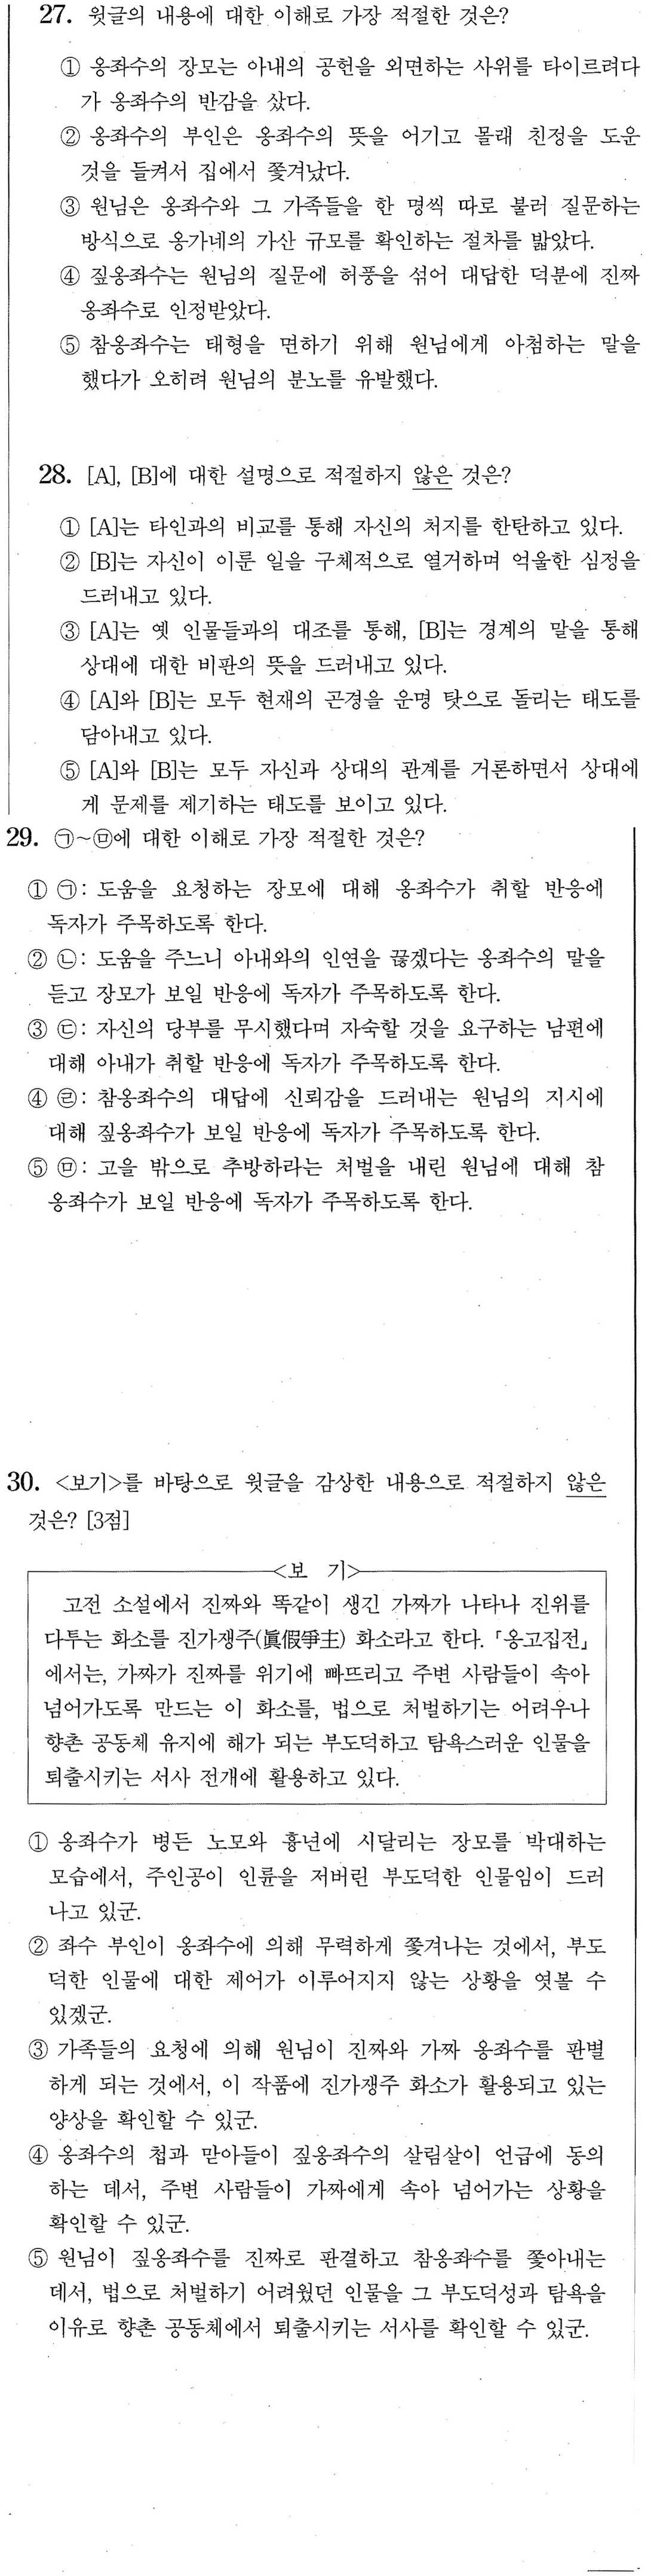 27. 윗글의 내용에 대한 이해로 가장 적절한 것은?
① 옹좌수의 장모는 아내의 공헌을 외면하는 사위를 타이르려다
가 옹좌수의 반감을 샀다.
② 옹좌수의 부인은 옹좌수의 뜻을 어기고 몰래 친정을 도운
것을 들켜서 집에서 쫓겨났다.
③ 원님은 옹좌수와 그 가족들을 한 명씩 따로 불러 질문하는
방식으로 옹가네의 가산 규모를 확인하는 절차를 밟았다.
④ 짚옹좌수는 원님의 질문에 허풍을 섞어 대답한 덕분에 진짜
옹좌수로 인정받았다.
⑤ 참옹좌수는 태형을 면하기 위해 원님에게 아첨하는 말을
했다가 오히려 원님의 분노를 유발했다.
28. [A], [B]에 대한 설명으로 적절하지 않은 것은?
① [A]는 타인과의 비교를 통해 자신의 처지를 한탄하고 있다.
② [B]는 자신이 이룬 일을 구체적으로 열거하며 억울한 심정을
드러내고 있다.
③ [A]는 옛 인물들과의 대조를 통해, [B]는 경계의 말을 통해
상대에 대한 비판의 뜻을 드러내고 있다.
④ [A]와 [B]는 모두 현재의 곤경을 운명 탓으로 돌리는 태도를
담아내고 있다.
⑤ [A]와 [B]는 모두 자신과 상대의 관계를 거론하면서 상대에
게 문제를 제기하는 태도를 보이고 있다.
29. ㉠~㉤에 대한 이해로 가장 적절한 것은?
① ㉠: 도움을 요청하는 장모에 대해 옹좌수가 취할 반응에
독자가 주목하도록 한다.
② ㉡: 도움을 주느니 아내와의 인연을 끊겠다는 옹좌수의 말을
듣고 장모가 보일 반응에 독자가 주목하도록 한다.
③ ㉢: 자신의 당부를 무시했다며 자숙할 것을 요구하는 남편에
대해 아내가 취할 반응에 독자가 주목하도록 한다.
④ ㉣: 참옹좌수의 대답에 신뢰감을 드러내는 원님의 지시에
대해 짚옹좌수가 보일 반응에 독자가 주목하도록 한다.
⑤ ㉤: 고을 밖으로 추방하라는 처벌을 내린 원님에 대해 참
옹좌수가 보일 반응에 독자가 주목하도록 한다.
30. <보기>를 바탕으로 윗글을 감상한 내용으로 적절하지 않은
것은? [3점]
<보 기>
고전 소설에서 진짜와 똑같이 생긴 가짜가 나타나 진위를
다투는 화소를 진가쟁주(眞假爭主) 화소라고 한다. 「옹고집전」
에서는, 가짜가 진짜를 위기에 빠뜨리고 주변 사람들이 속아
넘어가도록 만드는 이 화소를, 법으로 처벌하기는 어려우나
향촌 공동체 유지에 해가 되는 부도덕하고 탐욕스러운 인물을
퇴출시키는 서사 전개에 활용하고 있다.
① 옹좌수가 병든 노모와 흉년에 시달리는 장모를 박대하는
모습에서, 주인공이 인륜을 저버린 부도덕한 인물임이 드러
나고 있군.
② 좌수 부인이 옹좌수에 의해 무력하게 쫓겨나는 것에서, 부도
덕한 인물에 대한 제어가 이루어지지 않는 상황을 엿볼 수
있겠군.
③ 가족들의 요청에 의해 원님이 진짜와 가짜 옹좌수를 판별
하게 되는 것에서, 이 작품에 진가쟁주 화소가 활용되고 있는
양상을 확인할 수 있군.
④ 옹좌수의 첩과 맏아들이 짚옹좌수의 살림살이 언급에 동의
하는 데서, 주변 사람들이 가짜에게 속아 넘어가는 상황을
확인할 수 있군.
⑤ 원님이 짚옹좌수를 진짜로 판결하고 참옹좌수를 쫓아내는
데서, 법으로 처벌하기 어려웠던 인물을 그 부도덕성과 탐욕을
이유로 향촌 공동체에서 퇴출시키는 서사를 확인할 수 있군.